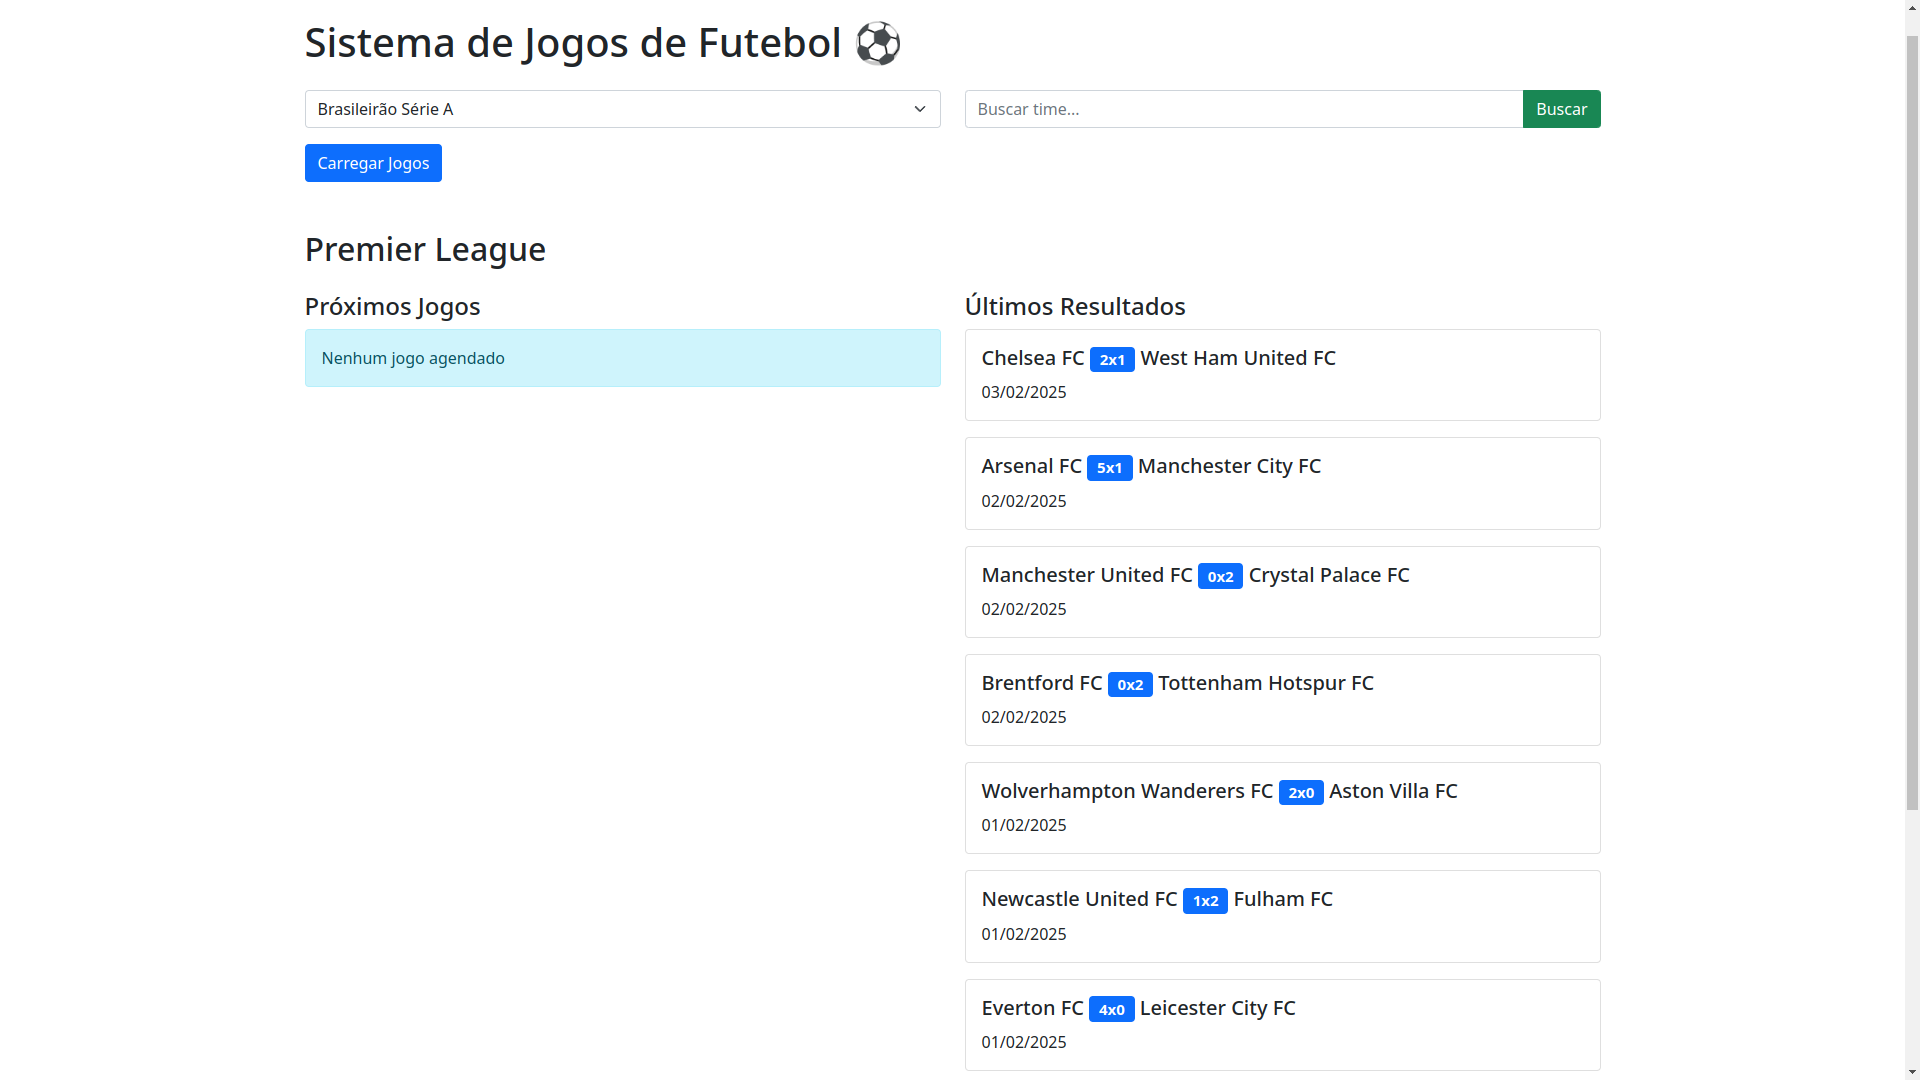 Sistema de Jogos de Futebol ⚽
Brasileirão Série A
Buscar time...
Buscar
Carregar Jogos
Premier League
Próximos Jogos
Nenhum jogo agendado
Últimos Resultados
Chelsea FC 2x1 West Ham United FC
03/02/2025
Arsenal FC 5x1 Manchester City FC
02/02/2025
Manchester United FC 0x2 Crystal Palace FC
02/02/2025
Brentford FC 0x2 Tottenham Hotspur FC
02/02/2025
Wolverhampton Wanderers FC 2x0 Aston Villa FC
01/02/2025
Newcastle United FC 1x2 Fulham FC
01/02/2025
Everton FC 4x0 Leicester City FC
01/02/2025